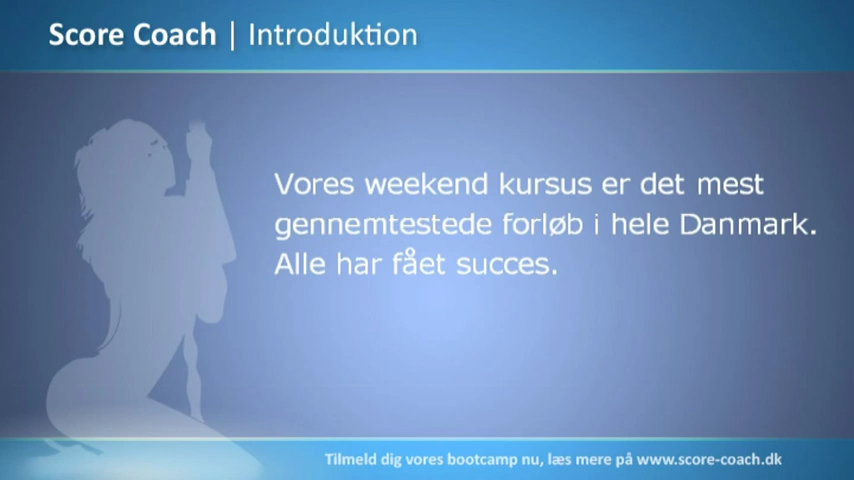 Score Coach | Introduktion
Vores weekend kursus er det mest
gennemtestede forløb i hele Danmark.
Alle har fået succes.
Tilmeld dig vores bootcamp nu, læs mere på www.score-coach.dk